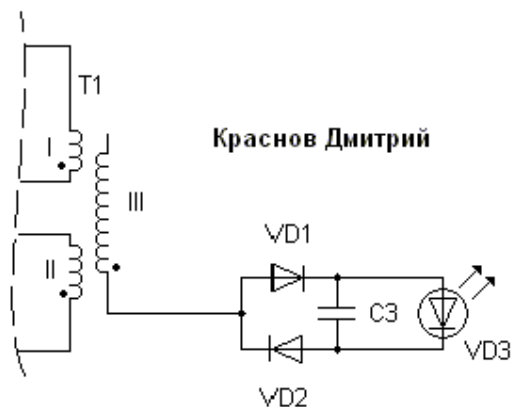 T1
I
Краснов Дмитрий
III
VD1
II
C3
VD3
VD2